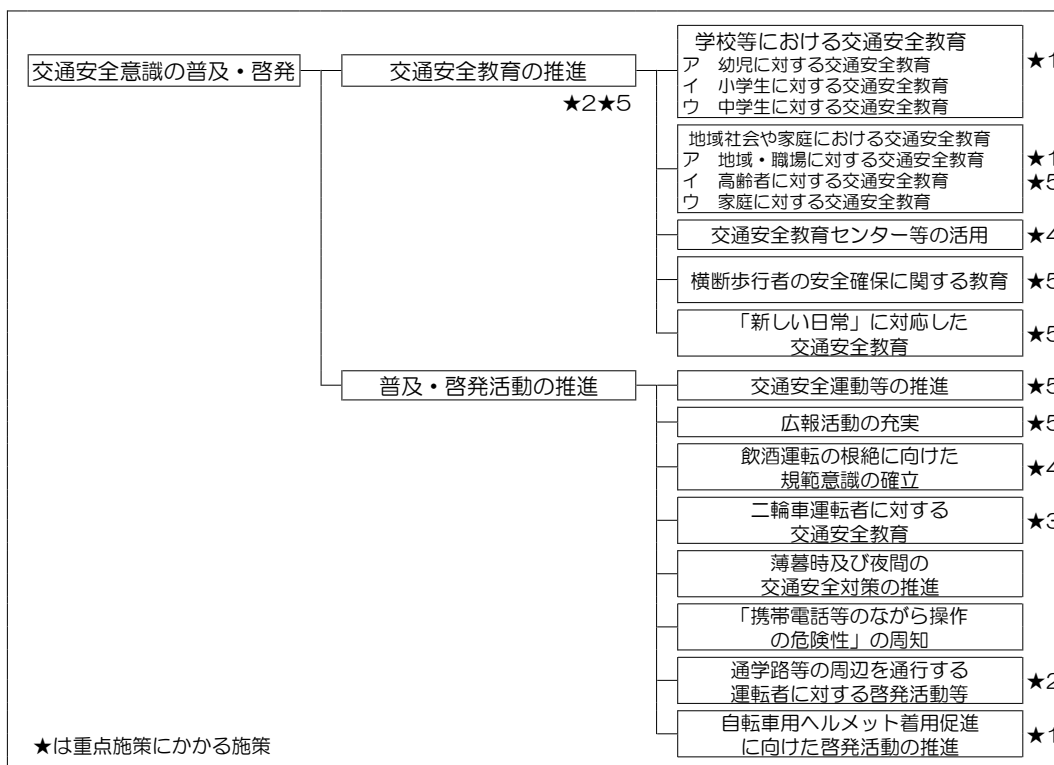 交通安全意識の普及・啓発
交通安全教育の推進
★2★5
学校等における交通安全教育
ア 幼児に対する交通安全教育
イ 小学生に対する交通安全教育
ウ 中学生に対する交通安全教育
★1
地域社会や家庭における交通安全教育
ア 地域・職場に対する交通安全教育
イ 高齢者に対する交通安全教育
ウ 家庭に対する交通安全教育
★1
★5
交通安全教育センター等の活用
★4
横断歩行者の安全確保に関する教育
★5
「新しい日常」に対応した
交通安全教育
★5
普及・啓発活動の推進
交通安全運動等の推進
★5
広報活動の充実
★5
飲酒運転の根絶に向けた
規範意識の確立
★4
二輪車運転者に対する
交通安全教育
★3
薄暮時及び夜間の
交通安全対策の推進
「携帯電話等のながら操作
の危険性」の周知
通学路等の周辺を通行する
運転者に対する啓発活動等
★2
自転車用ヘルメット着用促進
に向けた啓発活動の推進
★1
★は重点施策にかかる施策